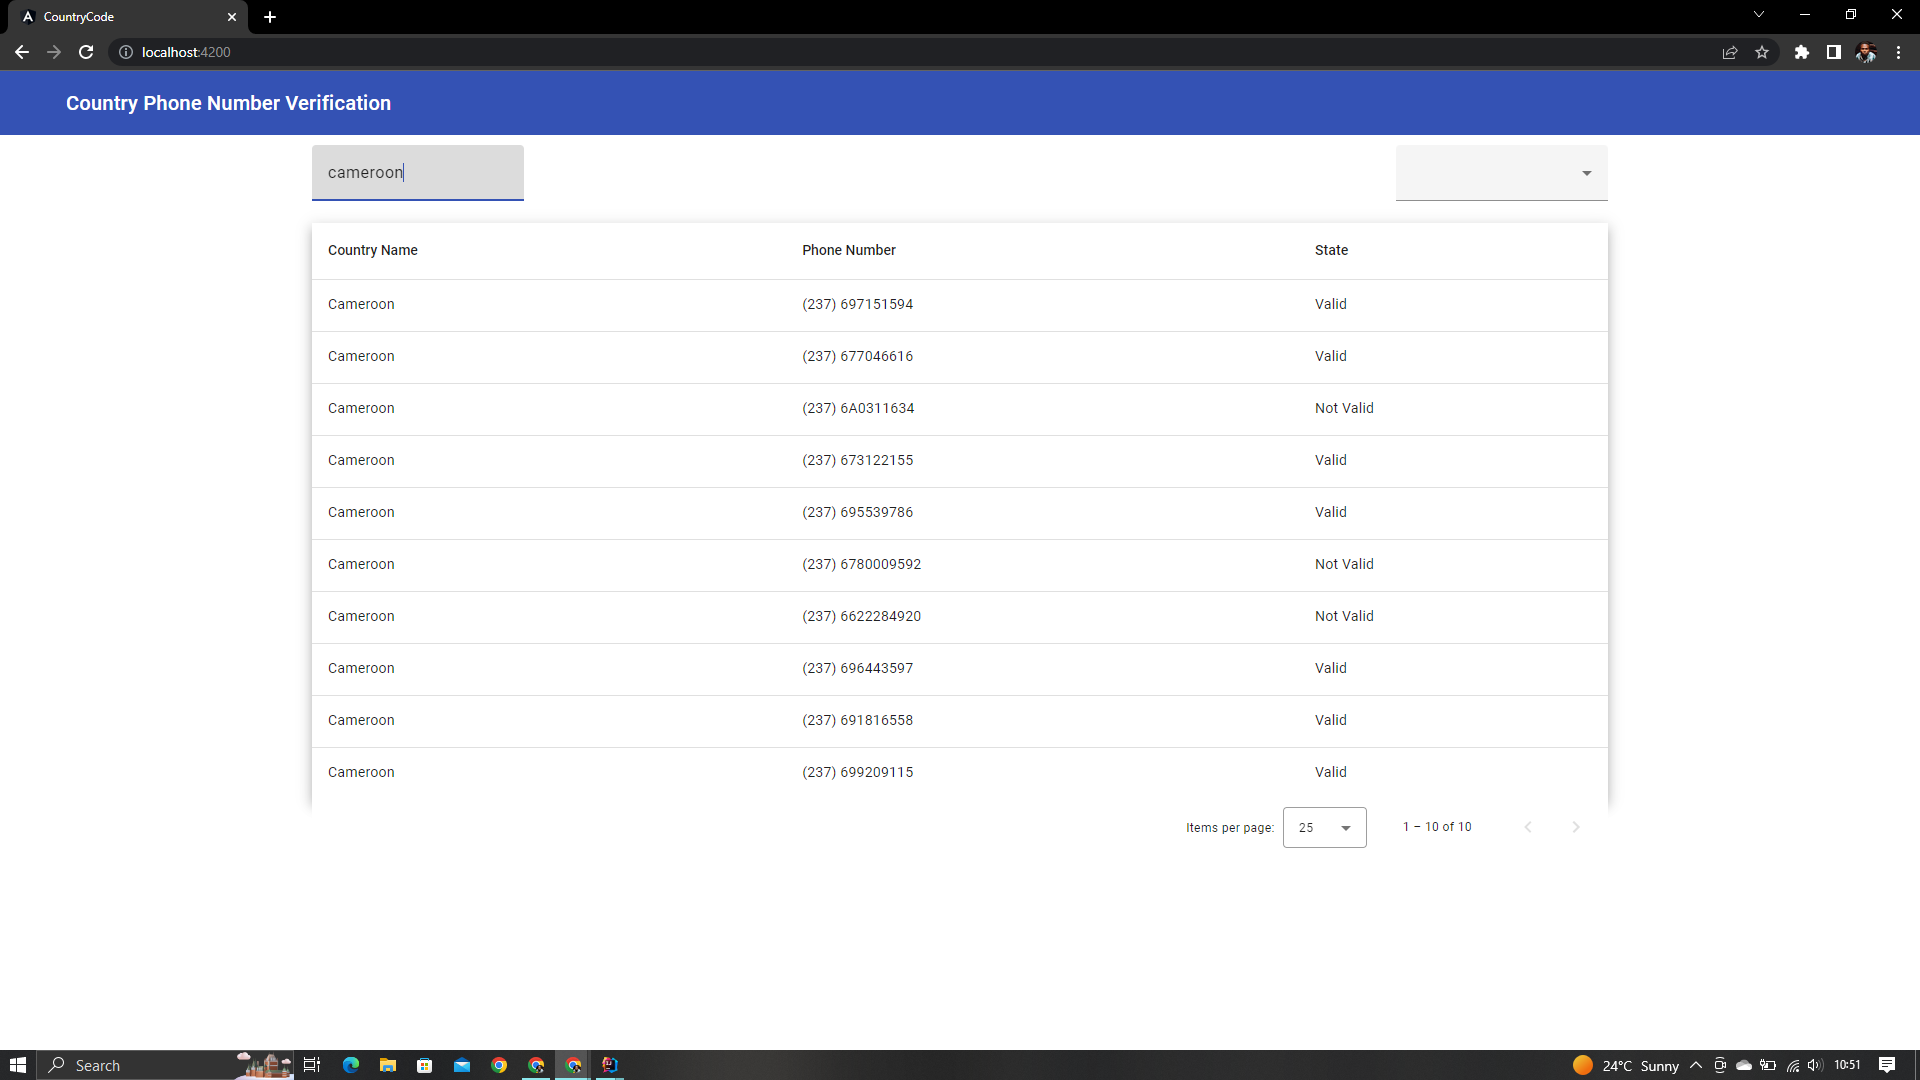 CountryCode
localhost:4200
Country Phone Number Verification
cameroon
Country Name Phone Number State
Cameroon (237) 697151594 Valid
Cameroon (237) 677046616 Valid
Cameroon (237) 6A0311634 Not Valid
Cameroon (237) 673122155 Valid
Cameroon (237) 695539786 Valid
Cameroon (237) 6780009592 Not Valid
Cameroon (237) 6622284920 Not Valid
Cameroon (237) 696443597 Valid
Cameroon (237) 691816558 Valid
Cameroon (237) 699209115 Valid
Items per page: 25 1 – 10 of 10
Search 24°C Sunny 10:51